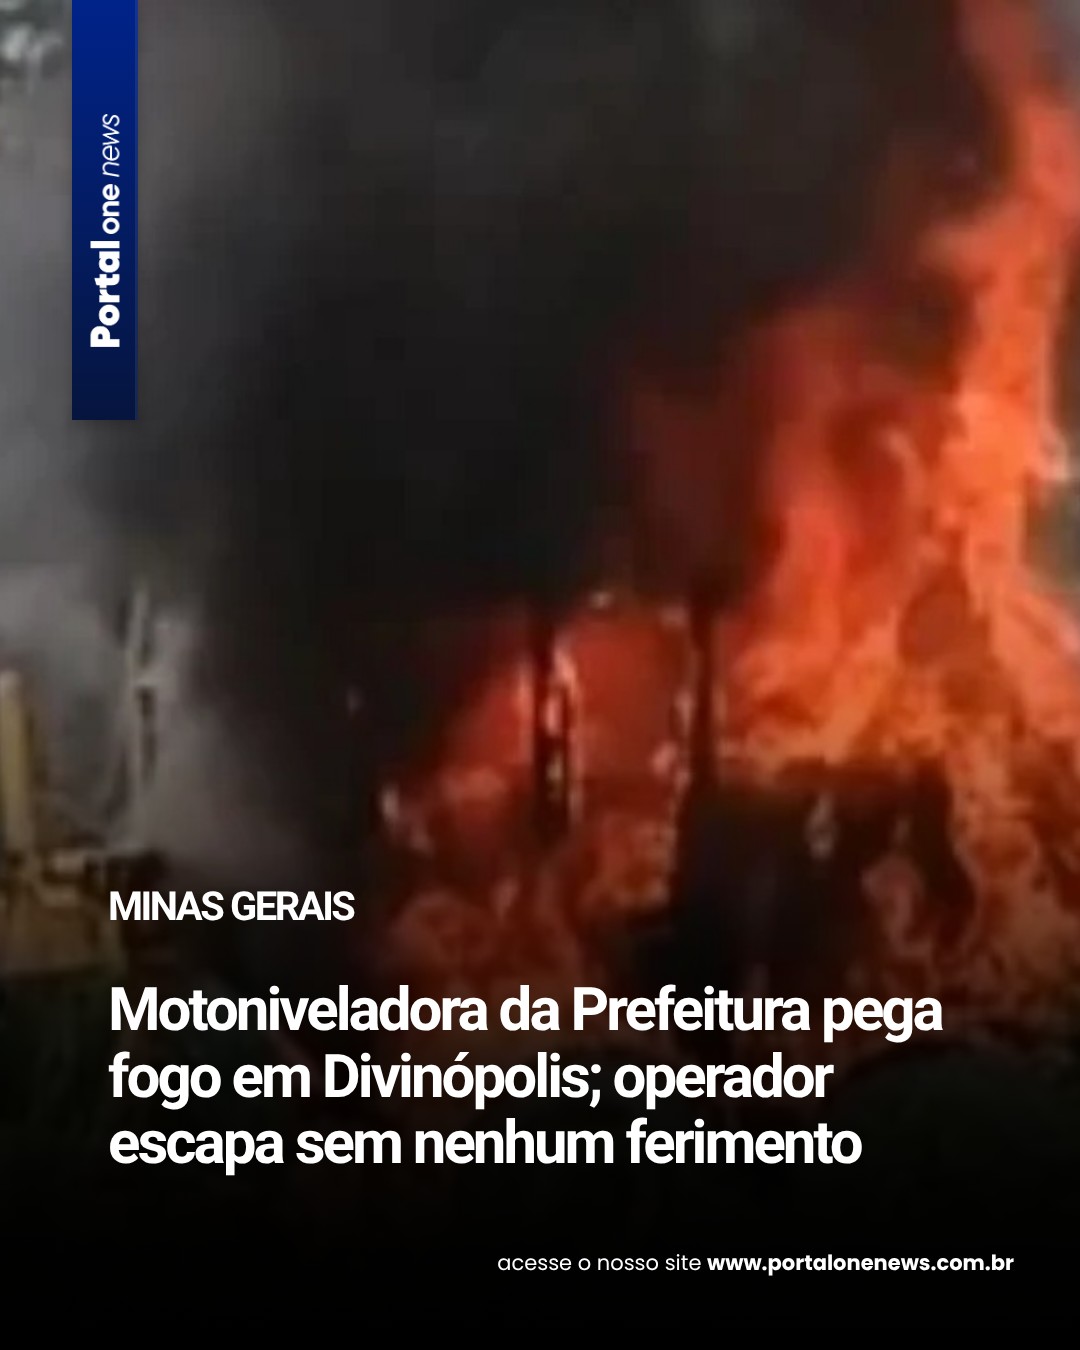 Portal one news
MINAS GERAIS
Motoniveladora da Prefeitura pega
fogo em Divinópolis; operador
escapa sem nenhum ferimento
acesse o nosso site www.portalonenews.com.br